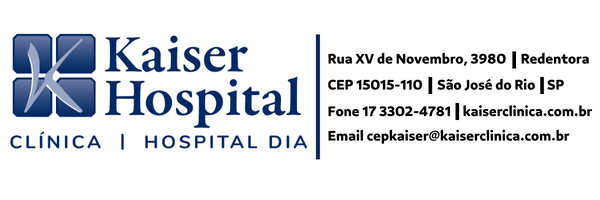 Kaiser
Hospital
CLÍNICA | HOSPITAL DIA
Rua XV de Novembro, 3980 | Redentora
CEP 15015-110 | São José do Rio | SP
Fone 17 3302-4781 | kaiserclinica.com.br
Email cepkaiser@kaiserclinica.com.br